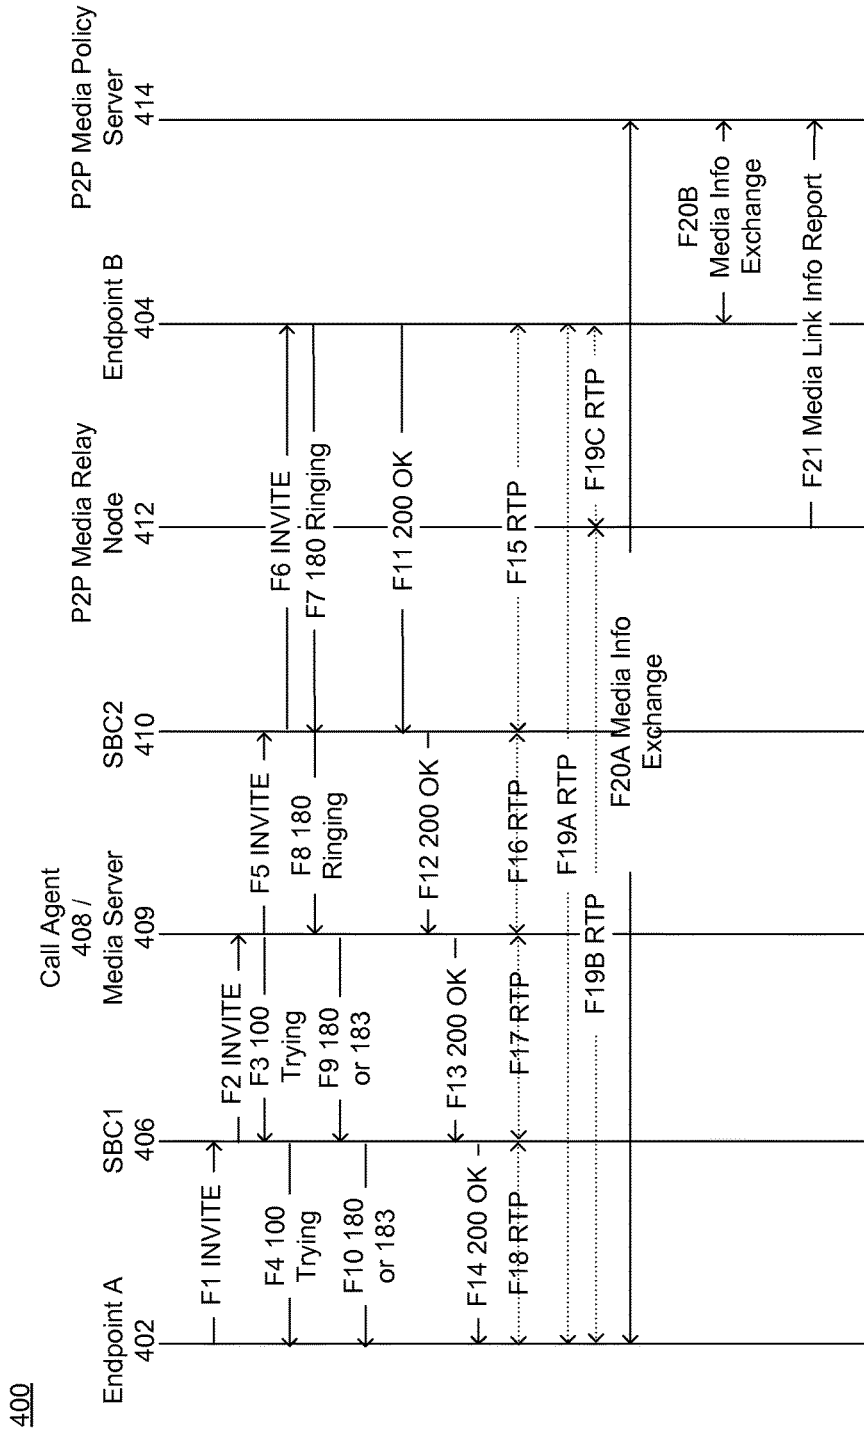 400
Endpoint A
402
SBC1
406
Call Agent
408 /
Media Server
409
SBC2
410
P2P Media Relay
Node
412
Endpoint B
404
P2P Media Policy
Server
414
F1 INVITE
F2 INVITE
F3 100
Trying
F4 100
Trying
F5 INVITE
F6 INVITE
F7 180 Ringing
F8 180
Ringing
F9 180
or 183
F10 180
or 183
F11 200 OK
F12 200 OK
F13 200 OK
F14 200 OK
F15 RTP
F16 RTP
F17 RTP
F18 RTP
F19A RTP
F19B RTP
F19C RTP
F20A Media Info
Exchange
F20B
Media Info
Exchange
F21 Media Link Info Report